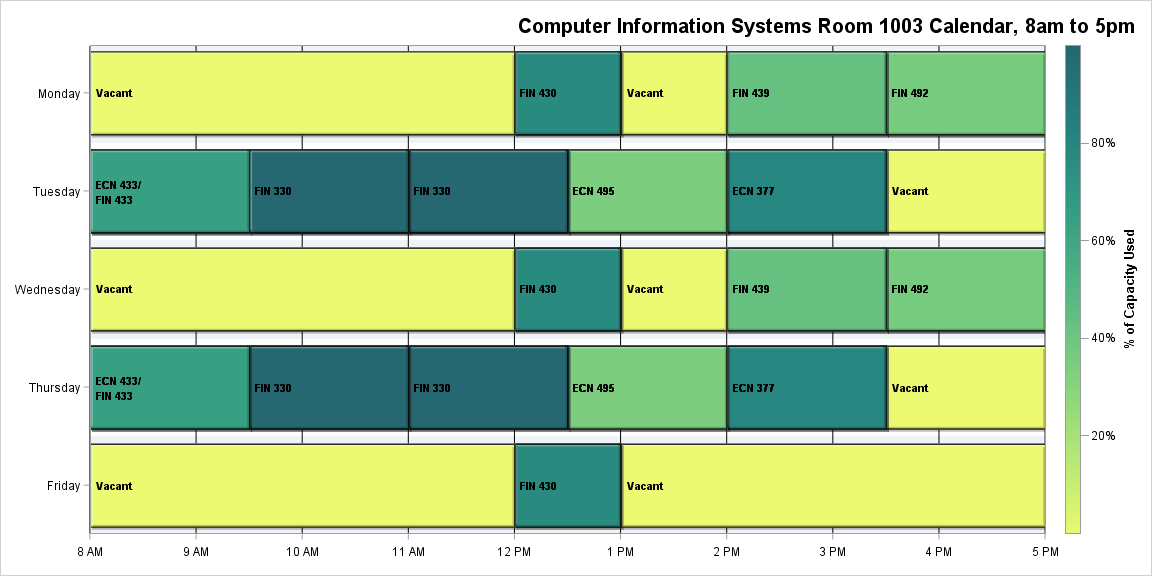 Computer Information Systems Room 1003 Calendar, 8am to 5pm
Monday
Vacant
FIN 430
Vacant
FIN 439
FIN 492
Tuesday
ECN 433/
FIN 433
FIN 330
FIN 330
ECN 495
ECN 377
Vacant
Wednesday
Vacant
FIN 430
Vacant
FIN 439
FIN 492
Thursday
ECN 433/
FIN 433
FIN 330
FIN 330
ECN 495
ECN 377
Vacant
Friday
Vacant
FIN 430
Vacant
8 AM
9 AM
10 AM
11 AM
12 PM
1 PM
2 PM
3 PM
4 PM
5 PM
80%
60%
40%
20%
% of Capacity Used